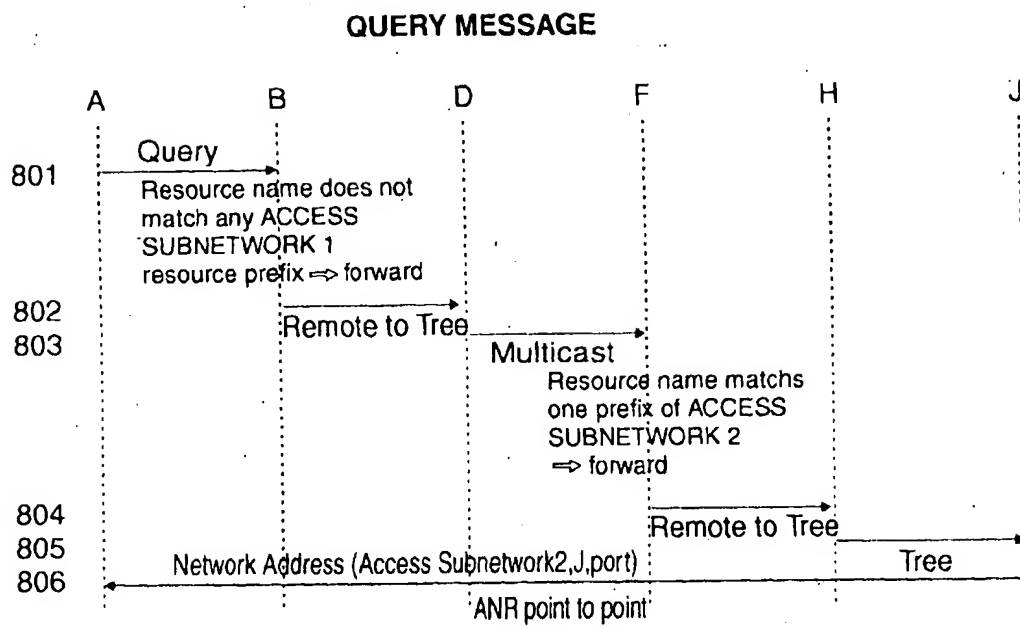 QUERY MESSAGE
A B D F H J
801 Query
Resource name does not
match any ACCESS
SUBNETWORK 1
resource prefix ⇨ forward
802 Remote to Tree
803 Multicast
Resource name matchs
one prefix of ACCESS
SUBNETWORK 2
⇨ forward
804 Remote to Tree
805 Network Address (Access Subnetwork2,J,port) Tree
806 ANR point to point